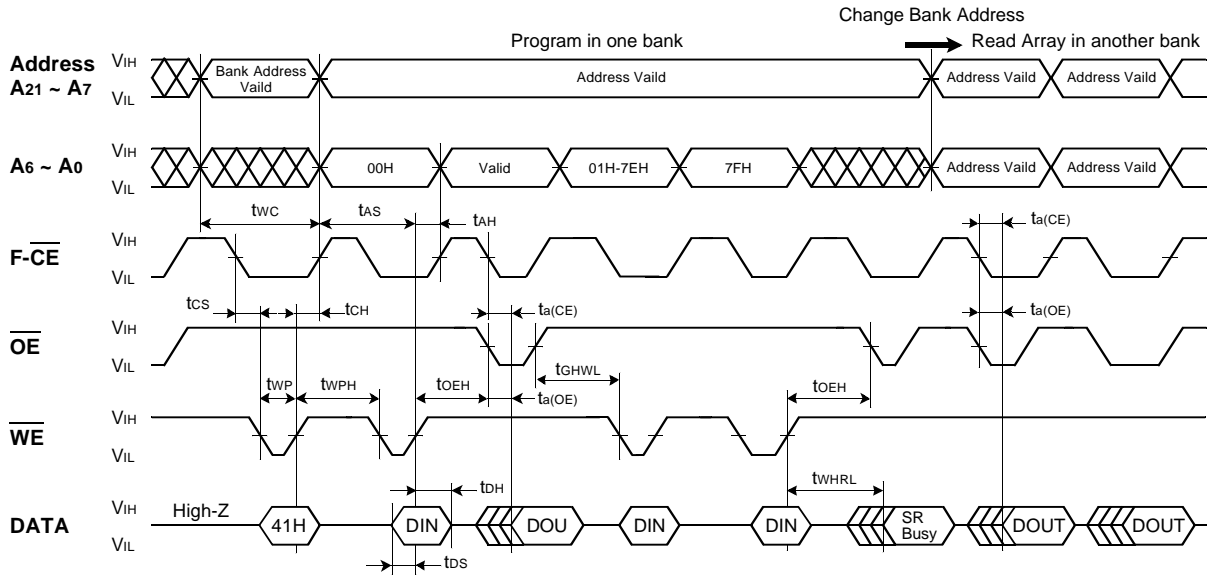 Change Bank Address
Program in one bank
Read Array in another bank
Address
A21 ~ A7
VIH
VIL
Bank Address
Vaild
Address Vaild
Address Vaild
Address Vaild
A6 ~ A0
VIH
VIL
00H
Valid
01H-7EH
7FH
Address Vaild
Address Vaild
tWC
tAS
tAH
ta(CE)
F-CE
VIH
VIL
tCS
tCH
ta(CE)
ta(OE)
OE
VIH
VIL
tWP
tWPH
tOEH
tGHWL
ta(OE)
tOEH
WE
VIH
VIL
tDH
tWHRL
DATA
VIH
VIL
High-Z
41H
DIN
DOU
DIN
DIN
SR
Busy
DOUT
DOUT
tDS